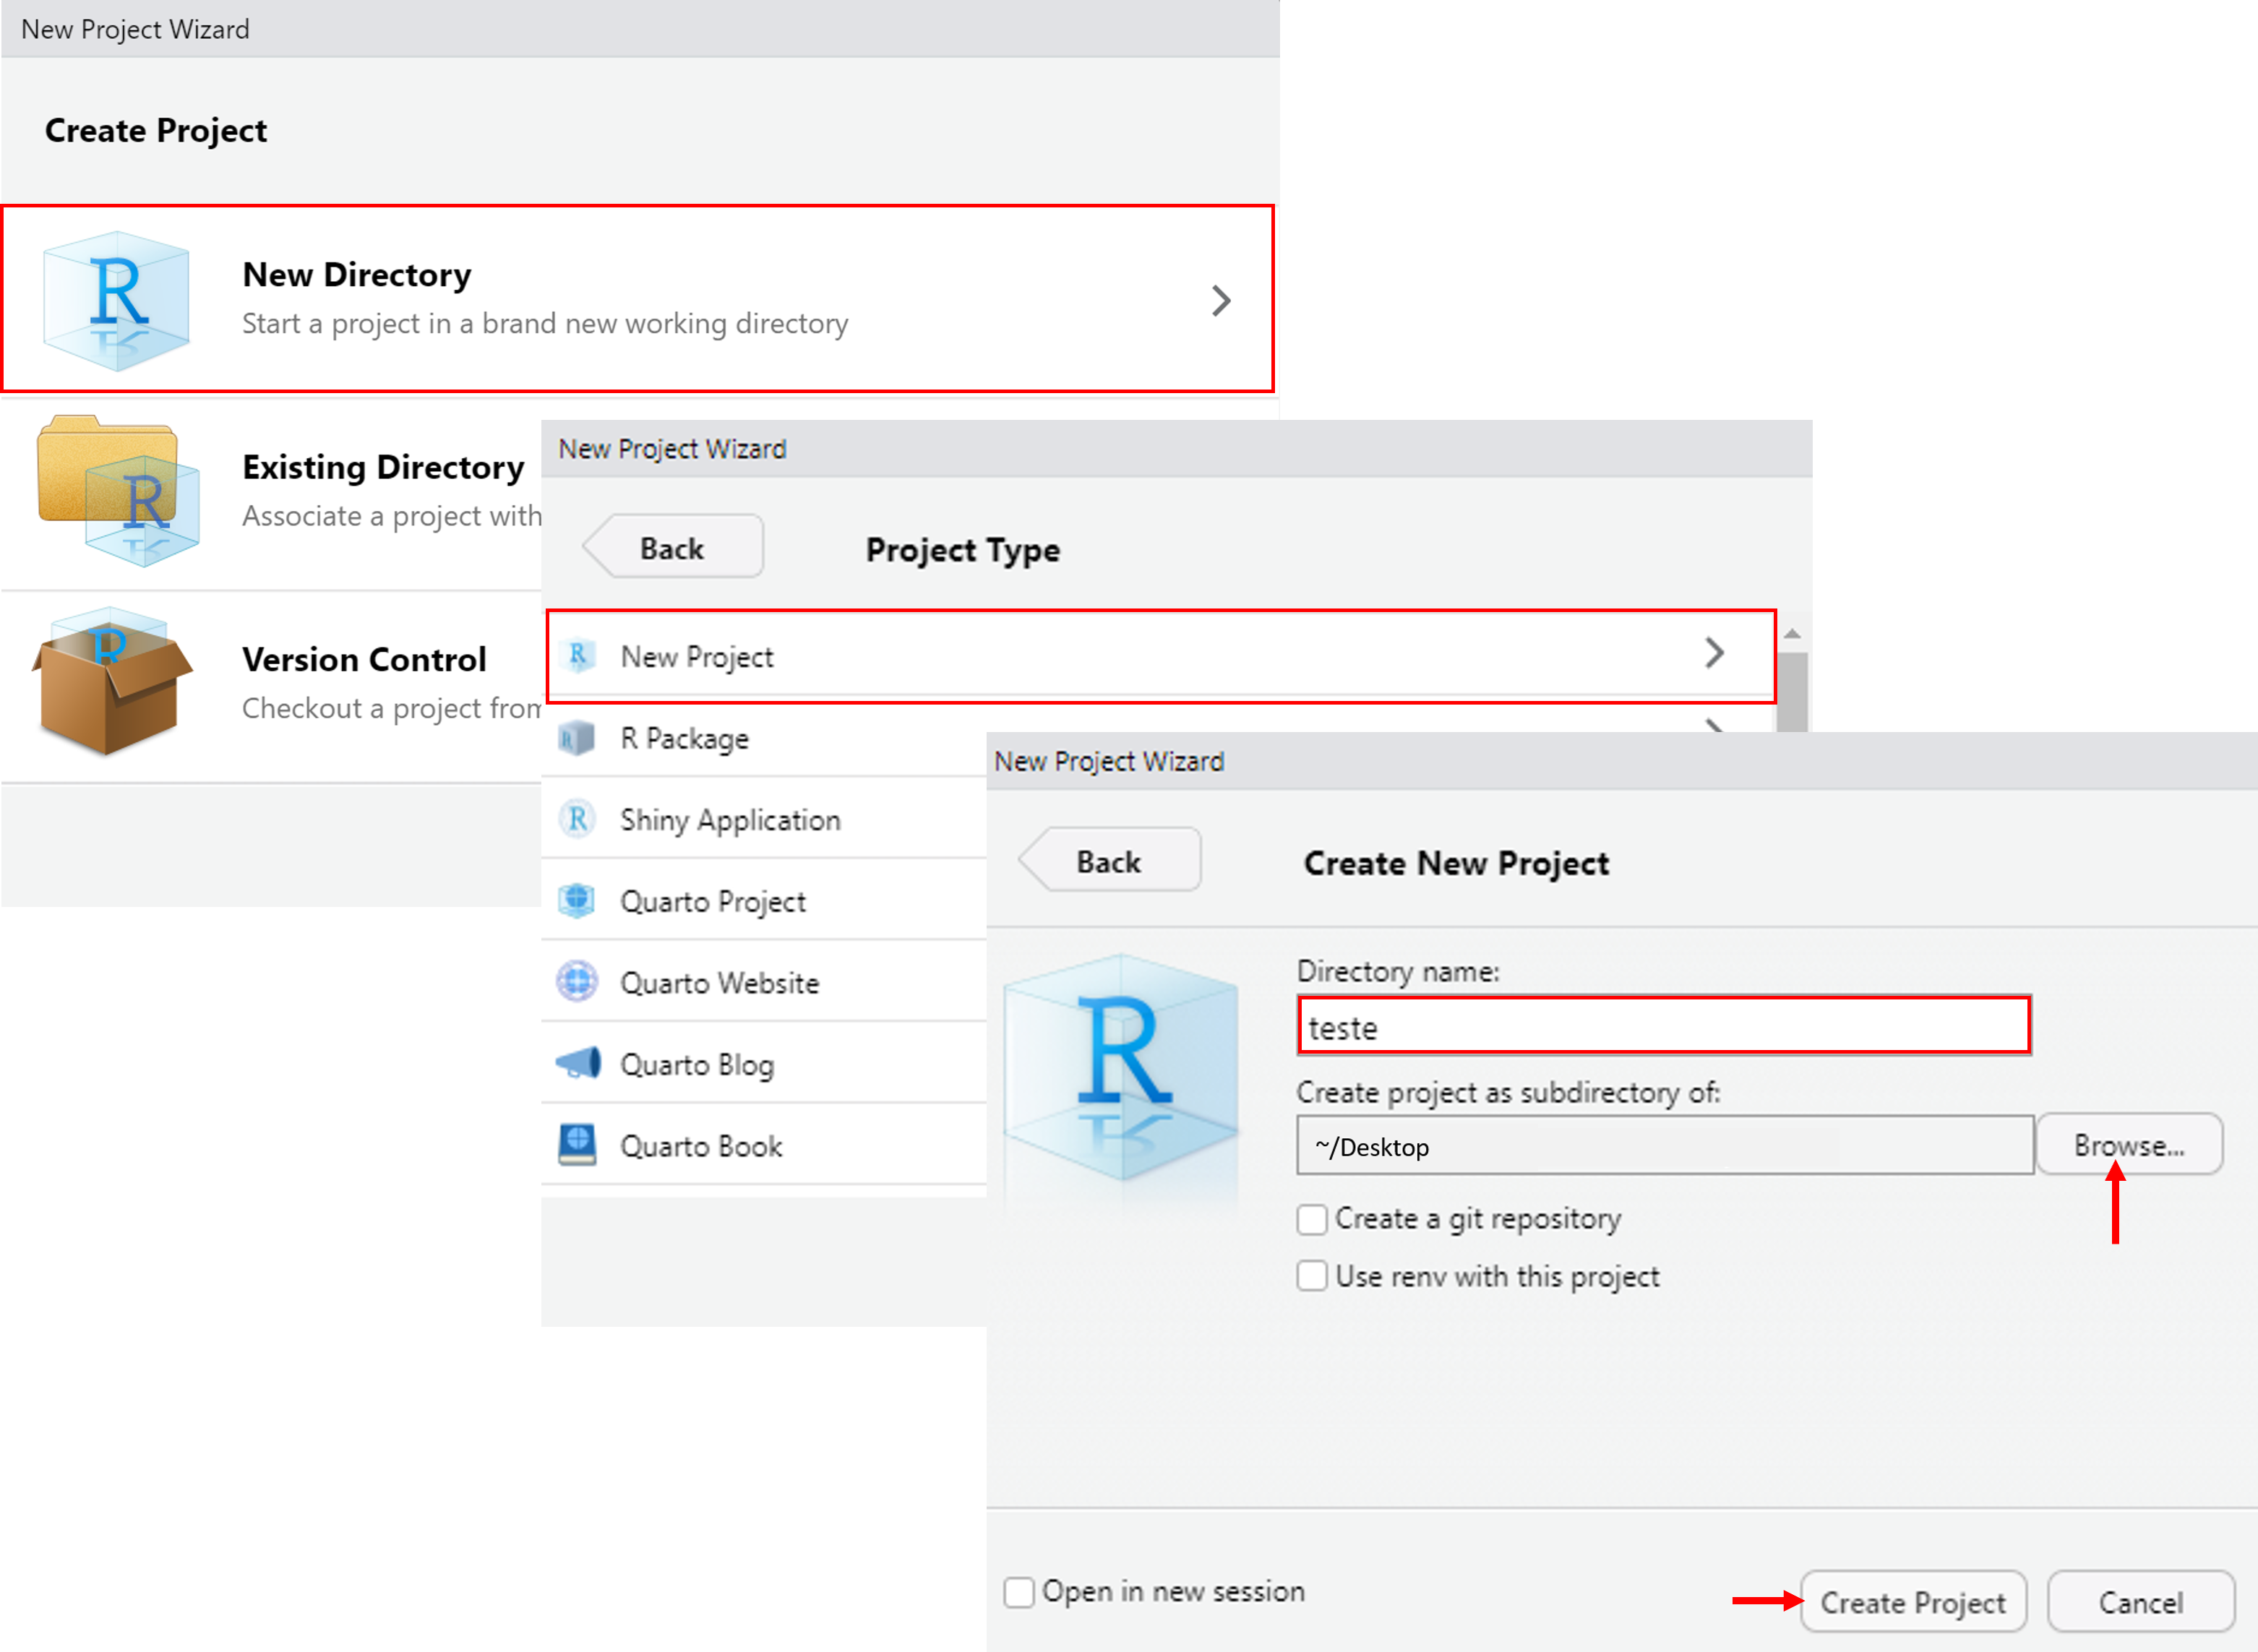 New Project Wizard
Create Project
New Directory
Start a project in a brand new working directory
Existing Directory
Associate a project with
Version Control
Checkout a project from
New Project Wizard
Back
Project Type
New Project
R Package
Shiny Application
Quarto Project
Quarto Website
Quarto Blog
Quarto Book
New Project Wizard
Back
Create New Project
Directory name:
teste
Create project as subdirectory of:
~/Desktop
Browse...
Create a git repository
Use renv with this project
Open in new session
Create Project
Cancel